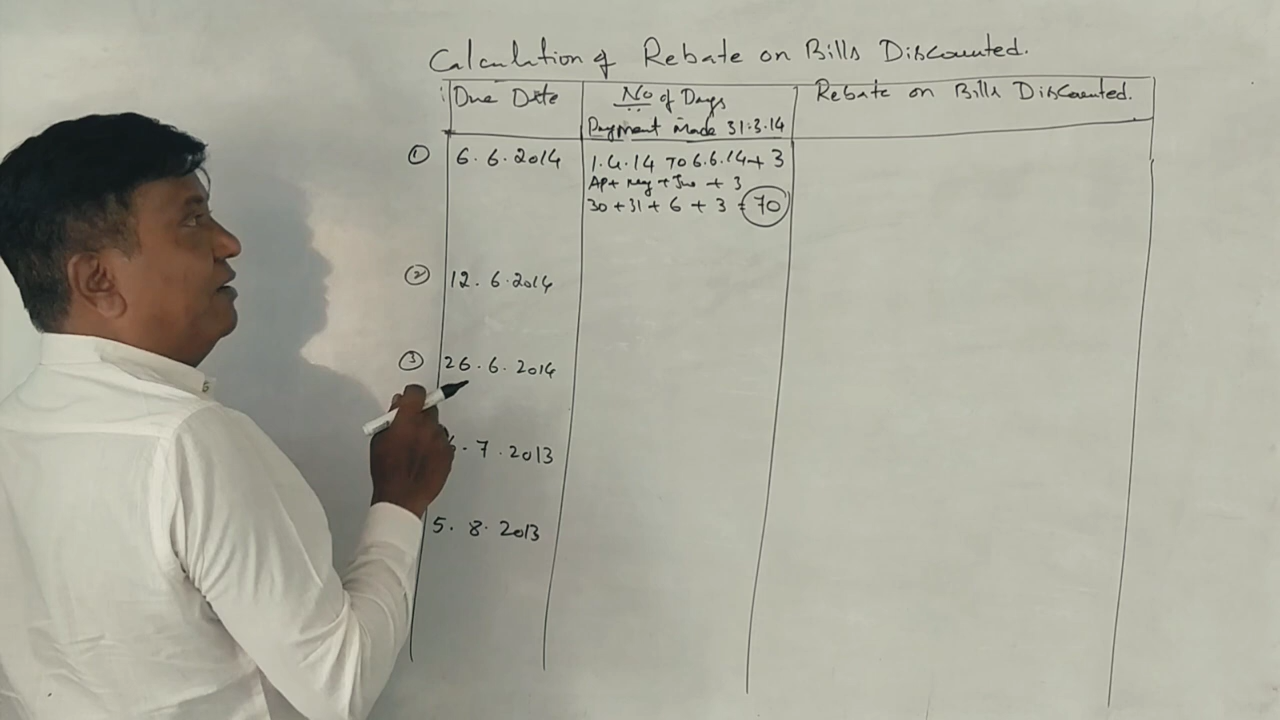 Calculation of Rebate on Bills Discounted.
Due Date
No of Days
Payment made 31.3.14
Rebate on Bills Discounted.
① 6.6.2014
1.4.14 To 6.6.14 + 3
AP + May + Jun + 3
30 + 31 + 6 + 3 = 70
② 12.6.2014
③ 26.6.2014
.7.2013
5.8.2013